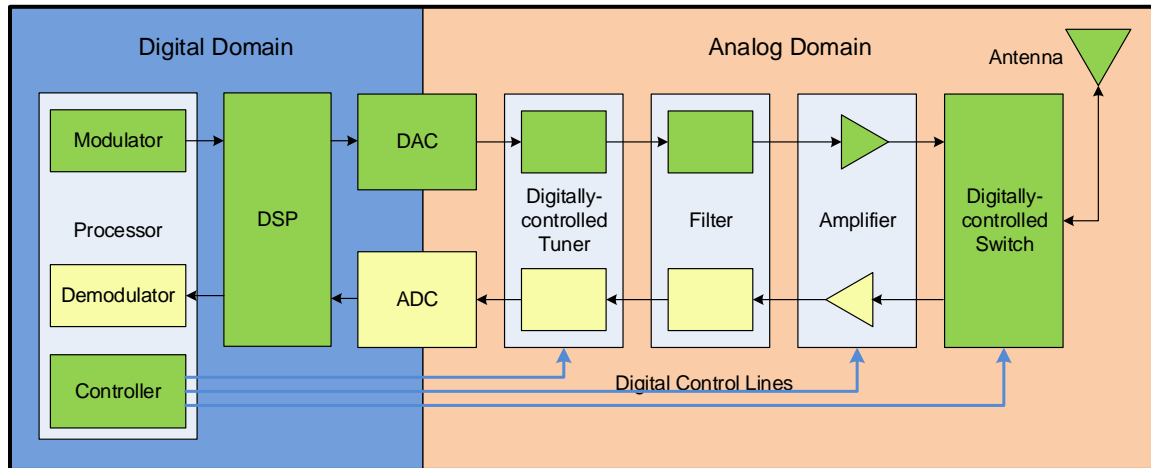 Digital Domain
Analog Domain
Antenna
Modulator
DSP
DAC
Digitally-
controlled
Tuner
Filter
Amplifier
Digitally-
controlled
Switch
Processor
Demodulator
ADC
Controller
Digital Control Lines